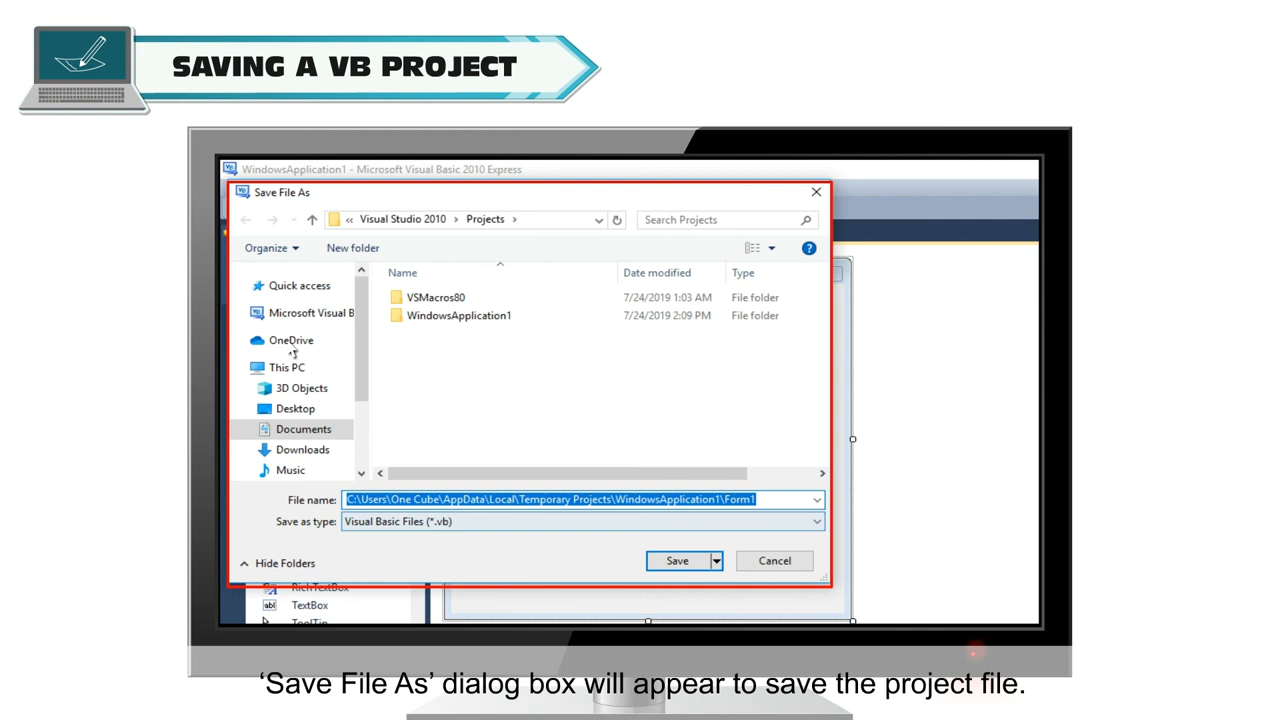 SAVING A VB PROJECT
WindowsApplication1 - Microsoft Visual Basic 2010 Express
Save File As
« Visual Studio 2010 > Projects >
Search Projects
Organize
New folder
Name Date modified Type
Quick access
Microsoft Visual B
OneDrive
This PC
3D Objects
Desktop
Documents
Downloads
Music
VSMacros80 7/24/2019 1:03 AM File folder
WindowsApplication1 7/24/2019 2:09 PM File folder
File name: C:\Users\One Cube\AppData\Local\Temporary Projects\WindowsApplication1\Form1
Save as type: Visual Basic Files (*.vb)
Hide Folders
Save
Cancel
RichTextBox
abl TextBox
ToolTip
‘Save File As’ dialog box will appear to save the project file.